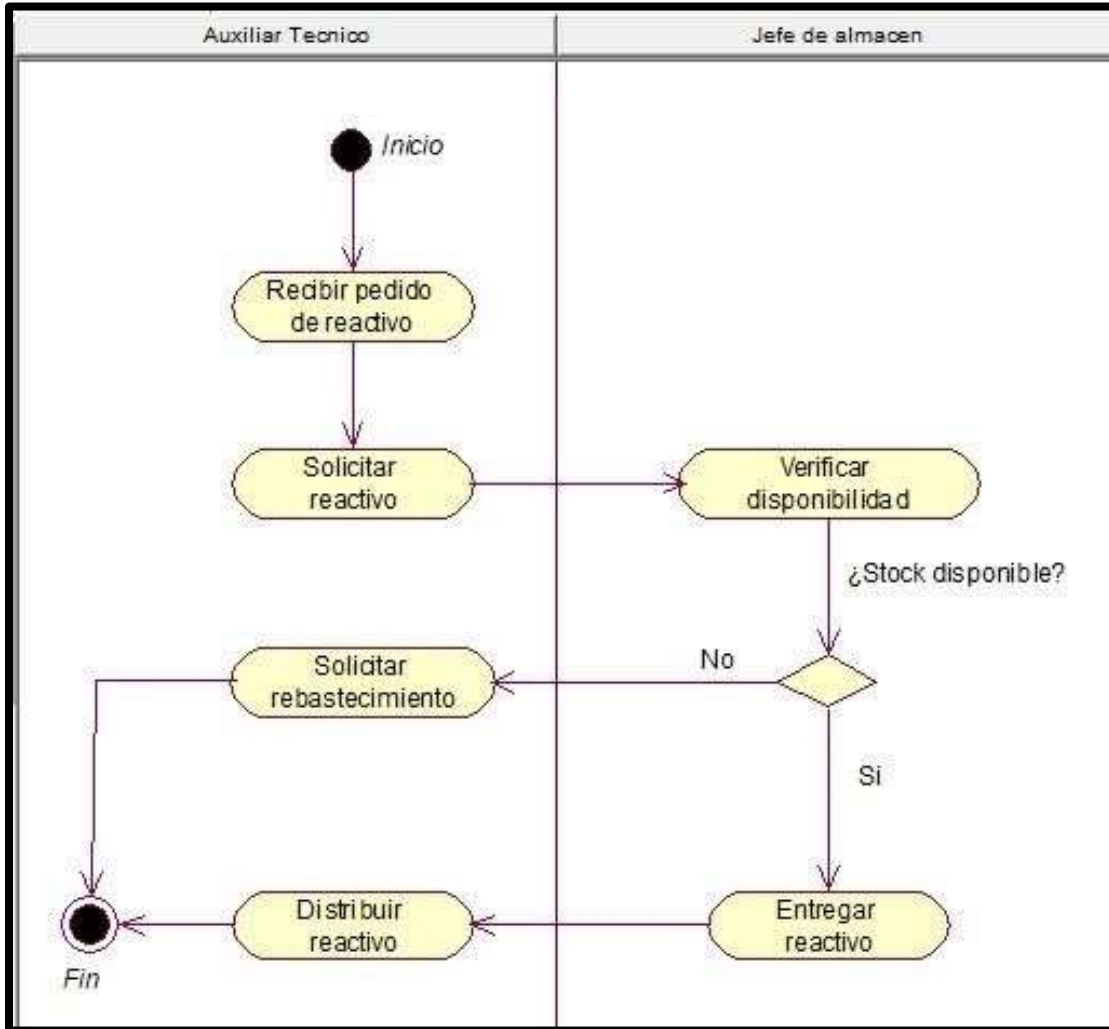 Auxiliar Tecnico
Jefe de almacen
Inicio
Recibir pedido
de reactivo
Solicitar
reactivo
Verificar
disponibilidad
¿Stock disponible?
No
Solicitar
rebastecimiento
Si
Distribuir
reactivo
Entregar
reactivo
Fin